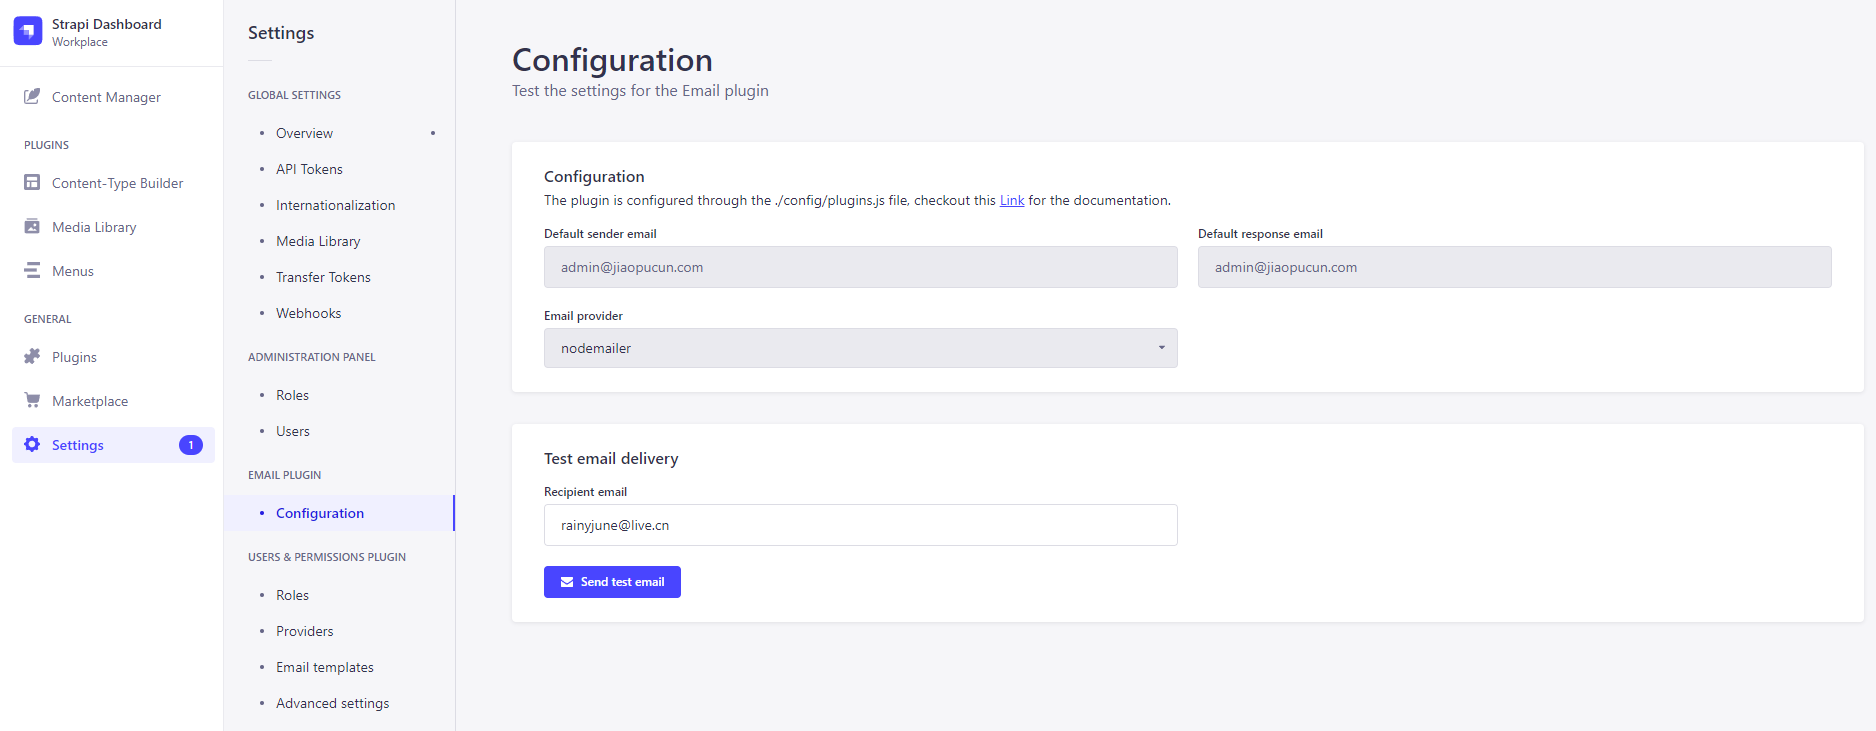 Strapi Dashboard
Workplace
Content Manager
PLUGINS
Content-Type Builder
Media Library
Menus
GENERAL
Plugins
Marketplace
Settings
1
Settings
GLOBAL SETTINGS
Overview
API Tokens
Internationalization
Media Library
Transfer Tokens
Webhooks
ADMINISTRATION PANEL
Roles
Users
EMAIL PLUGIN
Configuration
USERS & PERMISSIONS PLUGIN
Roles
Providers
Email templates
Advanced settings
Configuration
Test the settings for the Email plugin
Configuration
The plugin is configured through the ./config/plugins.js file, checkout this Link for the documentation.
Default sender email
admin@jiaopucun.com
Default response email
admin@jiaopucun.com
Email provider
nodemailer
Test email delivery
Recipient email
rainyjune@live.cn
Send test email